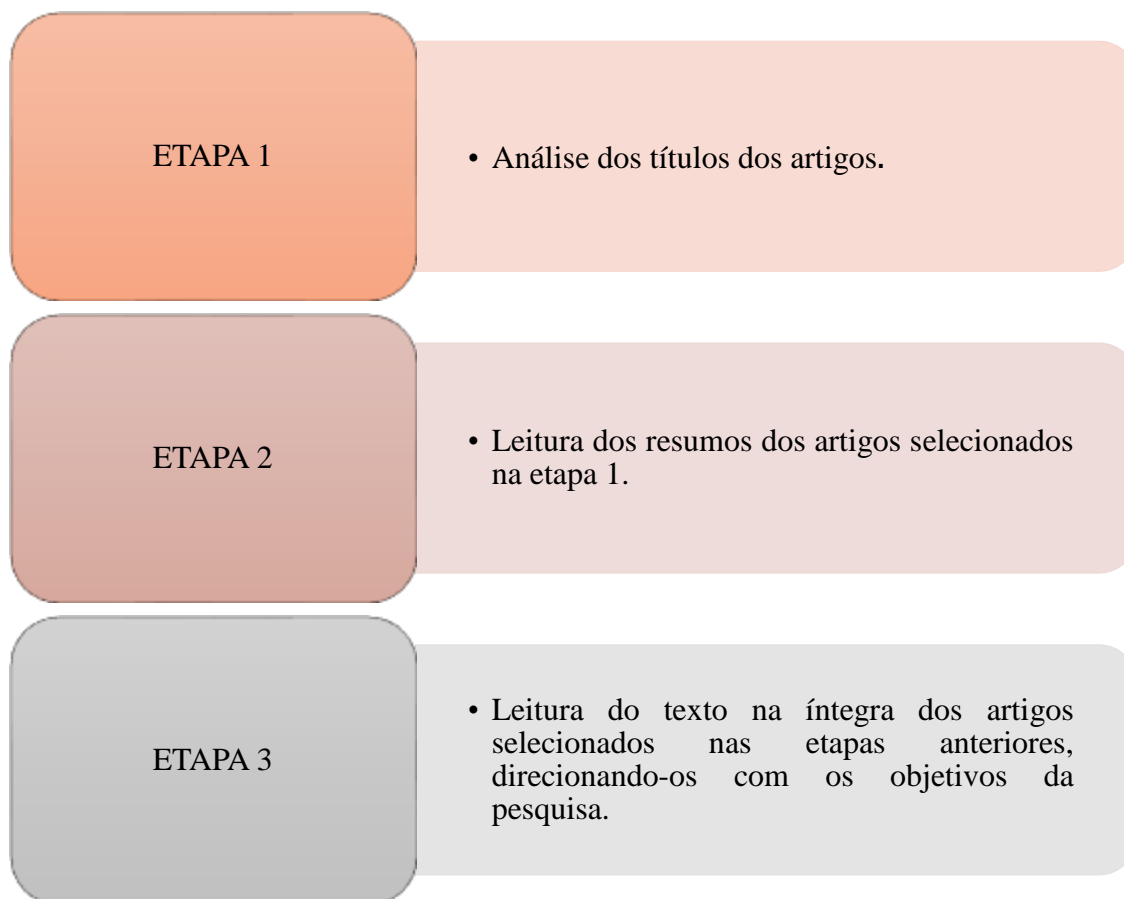 ETAPA 1
• Análise dos títulos dos artigos.
ETAPA 2
• Leitura dos resumos dos artigos selecionados
na etapa 1.
ETAPA 3
• Leitura do texto na íntegra dos artigos
selecionados nas etapas anteriores,
direcionando-os com os objetivos da
pesquisa.